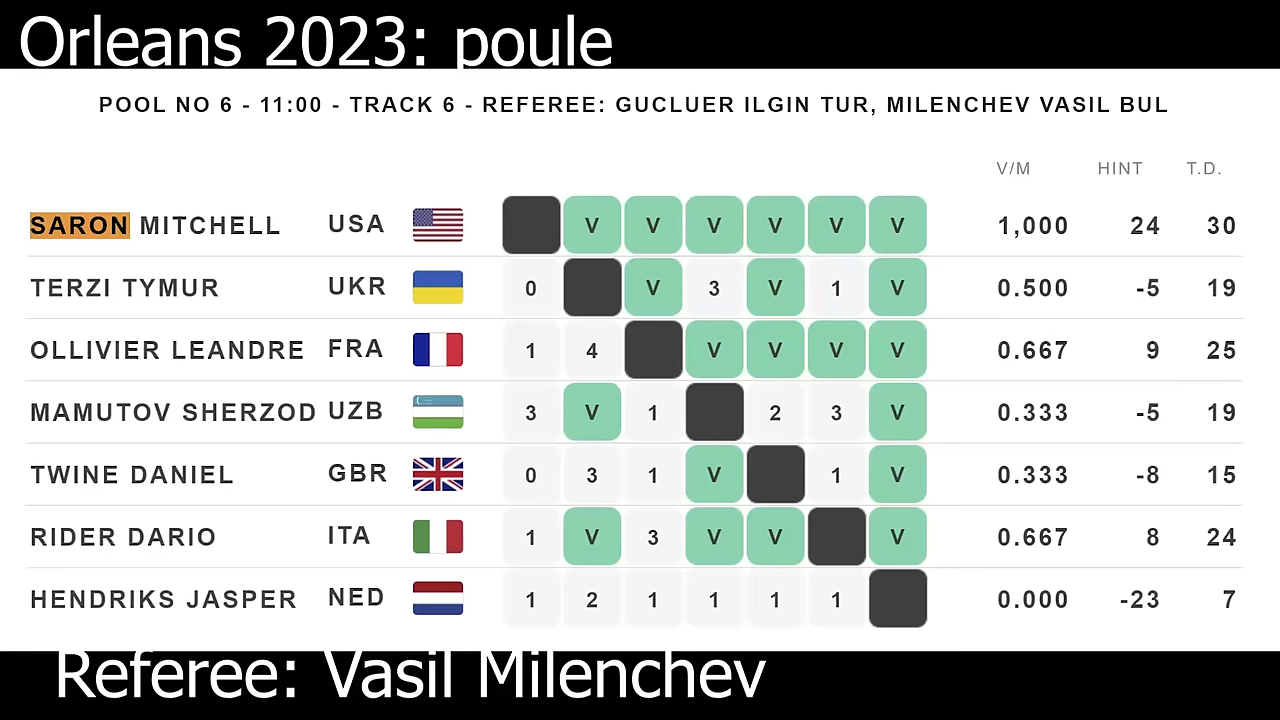 Orleans 2023: poule
POOL NO 6 - 11:00 - TRACK 6 - REFEREE: GUCLUER ILGIN TUR, MILENCHEV VASIL BUL
V/M HINT T.D.
SARON MITCHELL USA V V V V V V 1,000 24 30
TERZI TYMUR UKR 0 V 3 V 1 V 0.500 -5 19
OLLIVIER LEANDRE FRA 1 4 V V V V 0.667 9 25
MAMUTOV SHERZOD UZB 3 V 1 2 3 V 0.333 -5 19
TWINE DANIEL GBR 0 3 1 V 1 V 0.333 -8 15
RIDER DARIO ITA 1 V 3 V V V 0.667 8 24
HENDRIKS JASPER NED 1 2 1 1 1 1 0.000 -23 7
Referee: Vasil Milenchev